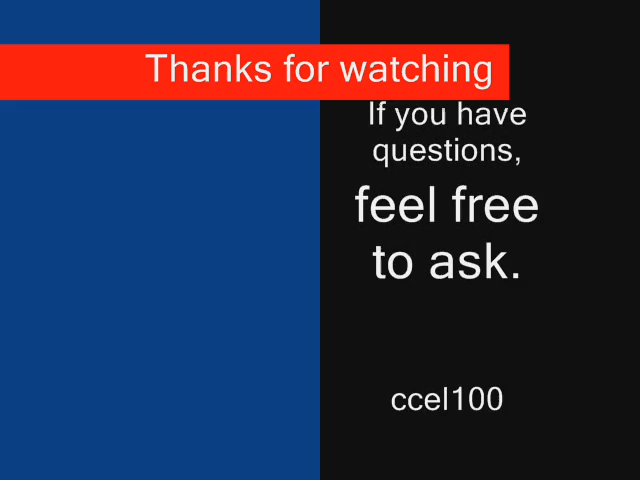 Thanks for watching
If you have
questions,
feel free
to ask.
ccel100